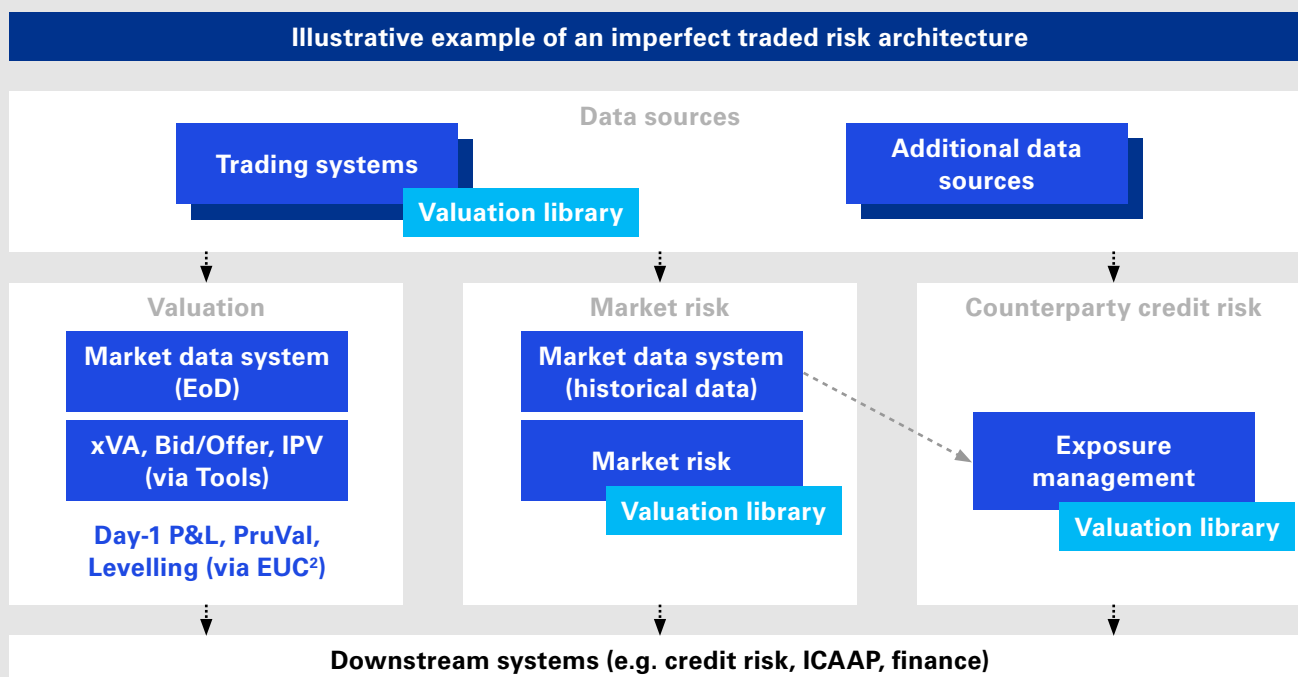 Illustrative example of an imperfect traded risk architecture
Data sources
Trading systems
Valuation library
Additional data
sources
Valuation
Market data system
(EoD)
xVA, Bid/Offer, IPV
(via Tools)
Day-1 P&L, PruVal,
Levelling (via EUC²)
Market risk
Market data system
(historical data)
Market risk
Valuation library
Counterparty credit risk
Exposure
management
Valuation library
Downstream systems (e.g. credit risk, ICAAP, finance)